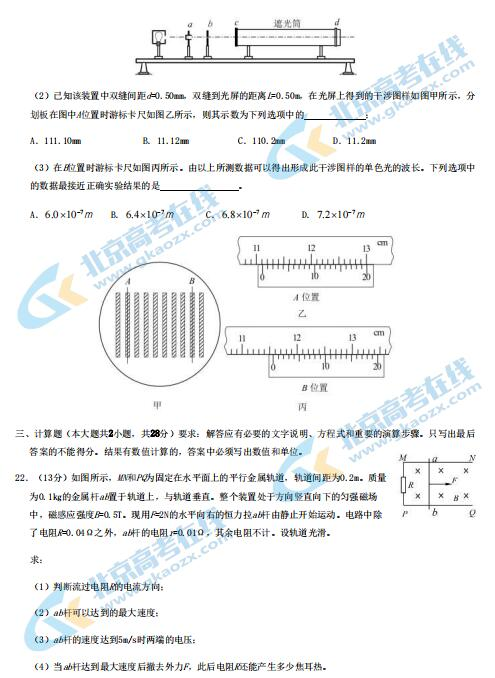 a b c 遮光筒 d
（2）已知该装置中双缝间距d=0.50mm，双缝到光屏的距离l=0.50m，在光屏上得到的干涉图样如图甲所示，分
划板在图中A位置时游标卡尺如图乙所示，则其示数为下列选项中的________；
A. 111.10mm B. 11.12mm C. 110.2mm D. 11.2mm
（3）在B位置时游标卡尺如图丙所示。由以上所测数据可以得出形成此干涉图样的单色光的波长。下列选项中
的数据最接近正确实验结果的是________。
A. 6.0×10⁻⁷m B. 6.4×10⁻⁷m C. 6.8×10⁻⁷m D. 7.2×10⁻⁷m
A B
甲
11 12 13 cm
0 10 20
A 位置
乙
11 12 13 cm
0 10 20
B 位置
丙
三、计算题（本大题共2小题，共28分）要求：解答应有必要的文字说明、方程式和重要的演算步骤。只写出最后
答案的不能得分。结果有数值计算的，答案中必须写出数值和单位。
22．（13分）如图所示，MN和PQ为固定在水平面上的平行金属轨道，轨道间距为0.2m。质量
为0.1kg的金属杆ab置于轨道上，与轨道垂直。整个装置处于方向竖直向下的匀强磁场
中，磁感应强度B=0.5T。现用F=2N的水平向右的恒力拉ab杆由静止开始运动。电路中除
了电阻R=0.04Ω之外，ab杆的电阻r=0.01Ω，其余电阻不计。设轨道光滑。
M a N
R F
B
P b Q
求：
（1）判断流过电阻R的电流方向；
（2）ab杆可以达到的最大速度；
（3）ab杆的速度达到5m/s时两端的电压；
（4）当ab杆达到最大速度后撤去外力F，此后电阻R还能产生多少焦耳热。
北京高考在线
www.gkaozx.com
北京高考在线
www.gkaozx.com
北京高考在线
www.gkaozx.com
北京高考在线
www.gkaozx.com